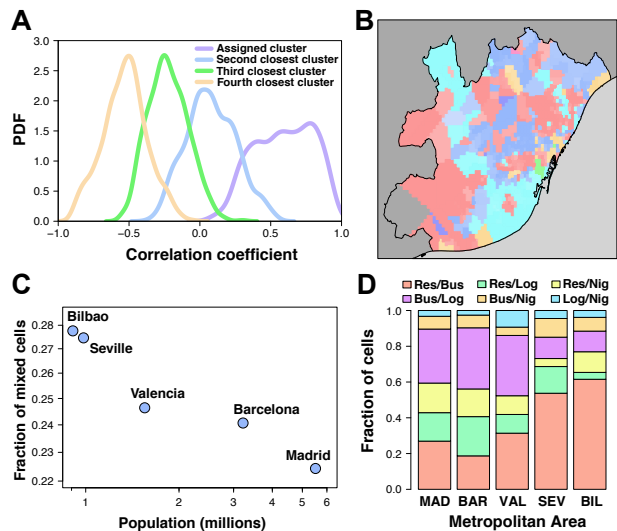 A
PDF
3.0
2.5
2.0
1.5
1.0
0.5
0.0
Assigned cluster
Second closest cluster
Third closest cluster
Fourth closest cluster
−1.0 −0.5 0.0 0.5 1.0
Correlation coefficient
B
C
Fraction of mixed cells
0.28
0.27
0.26
0.25
0.24
0.23
0.22
Bilbao
Seville
Valencia
Barcelona
Madrid
1 2 3 4 5 6
Population (millions)
D
Res/Bus Res/Log Res/Nig
Bus/Log Bus/Nig Log/Nig
Fraction of cells
1.0
0.8
0.6
0.4
0.2
0.0
MAD BAR VAL SEV BIL
Metropolitan Area